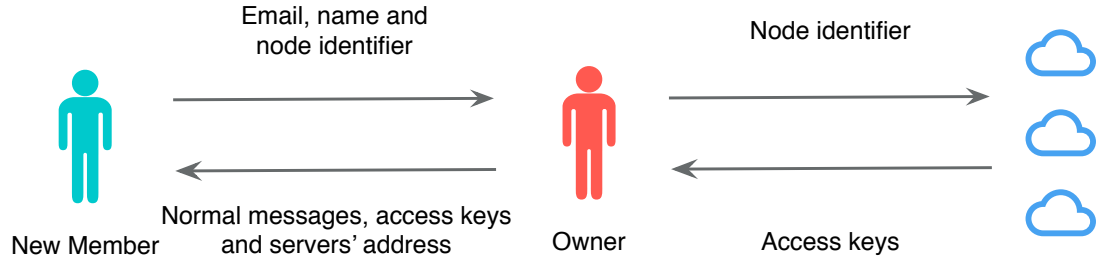 Email, name and
node identifier
Node identifier
Normal messages, access keys
and servers’ address
New Member
Owner
Access keys